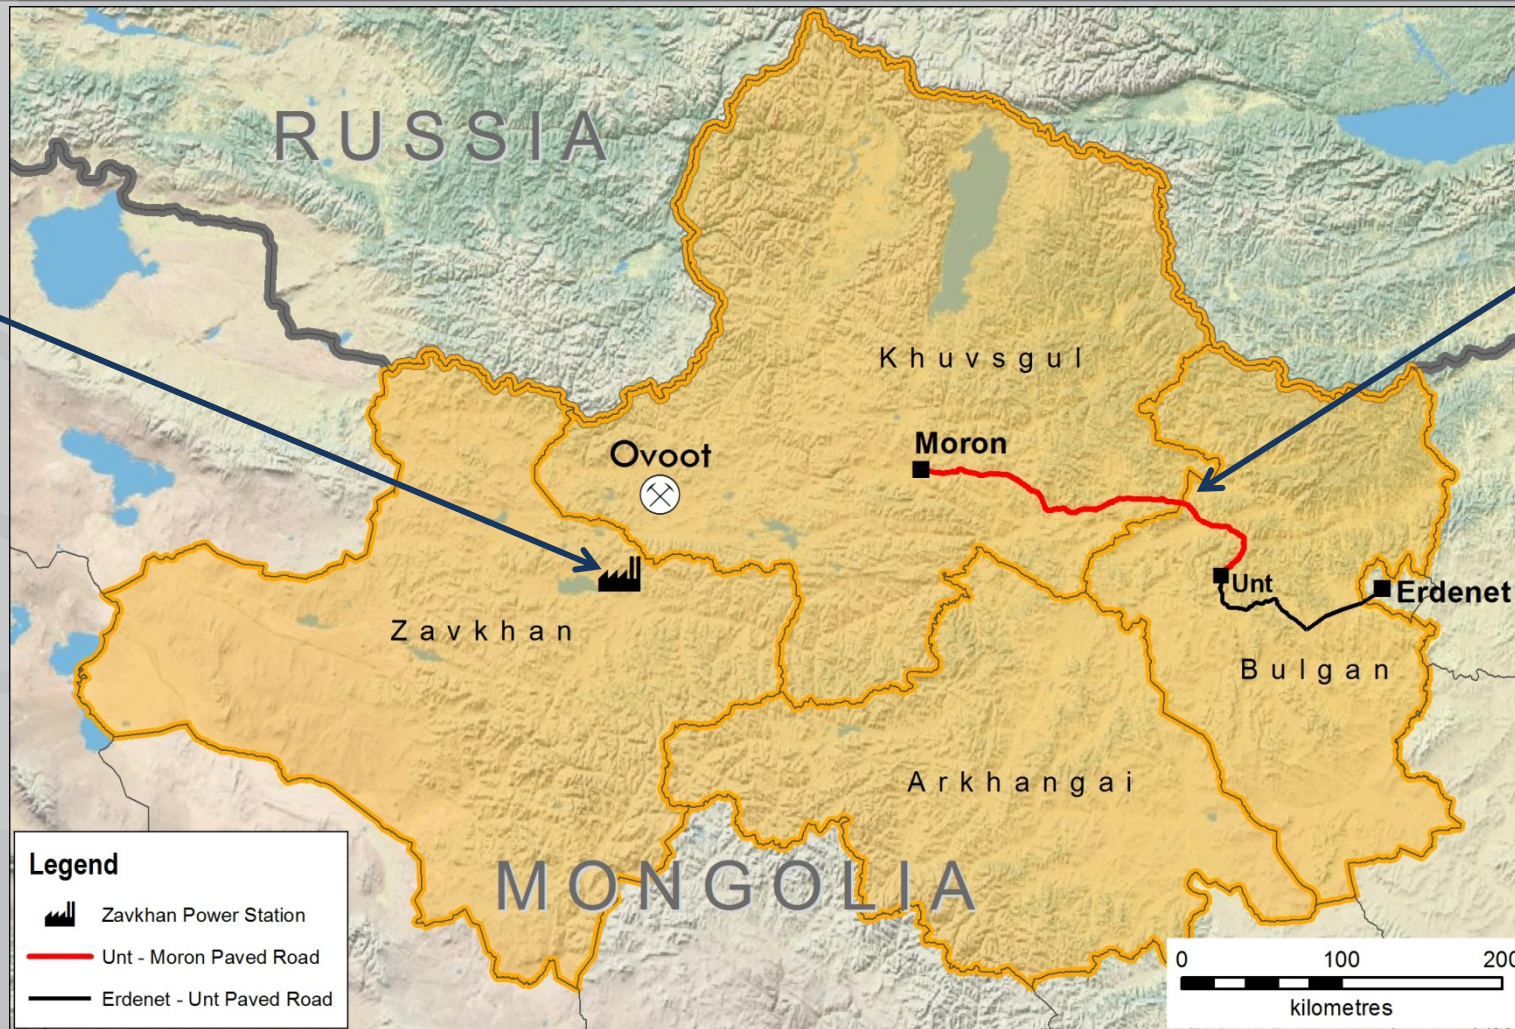 RUSSIA
Khuvsgul
Ovoot
Moron
Unt
Erdenet
Zavkhan
Bulgan
Arkhangai
MONGOLIA
Legend
Zavkhan Power Station
Unt - Moron Paved Road
Erdenet - Unt Paved Road
0 100 200
kilometres